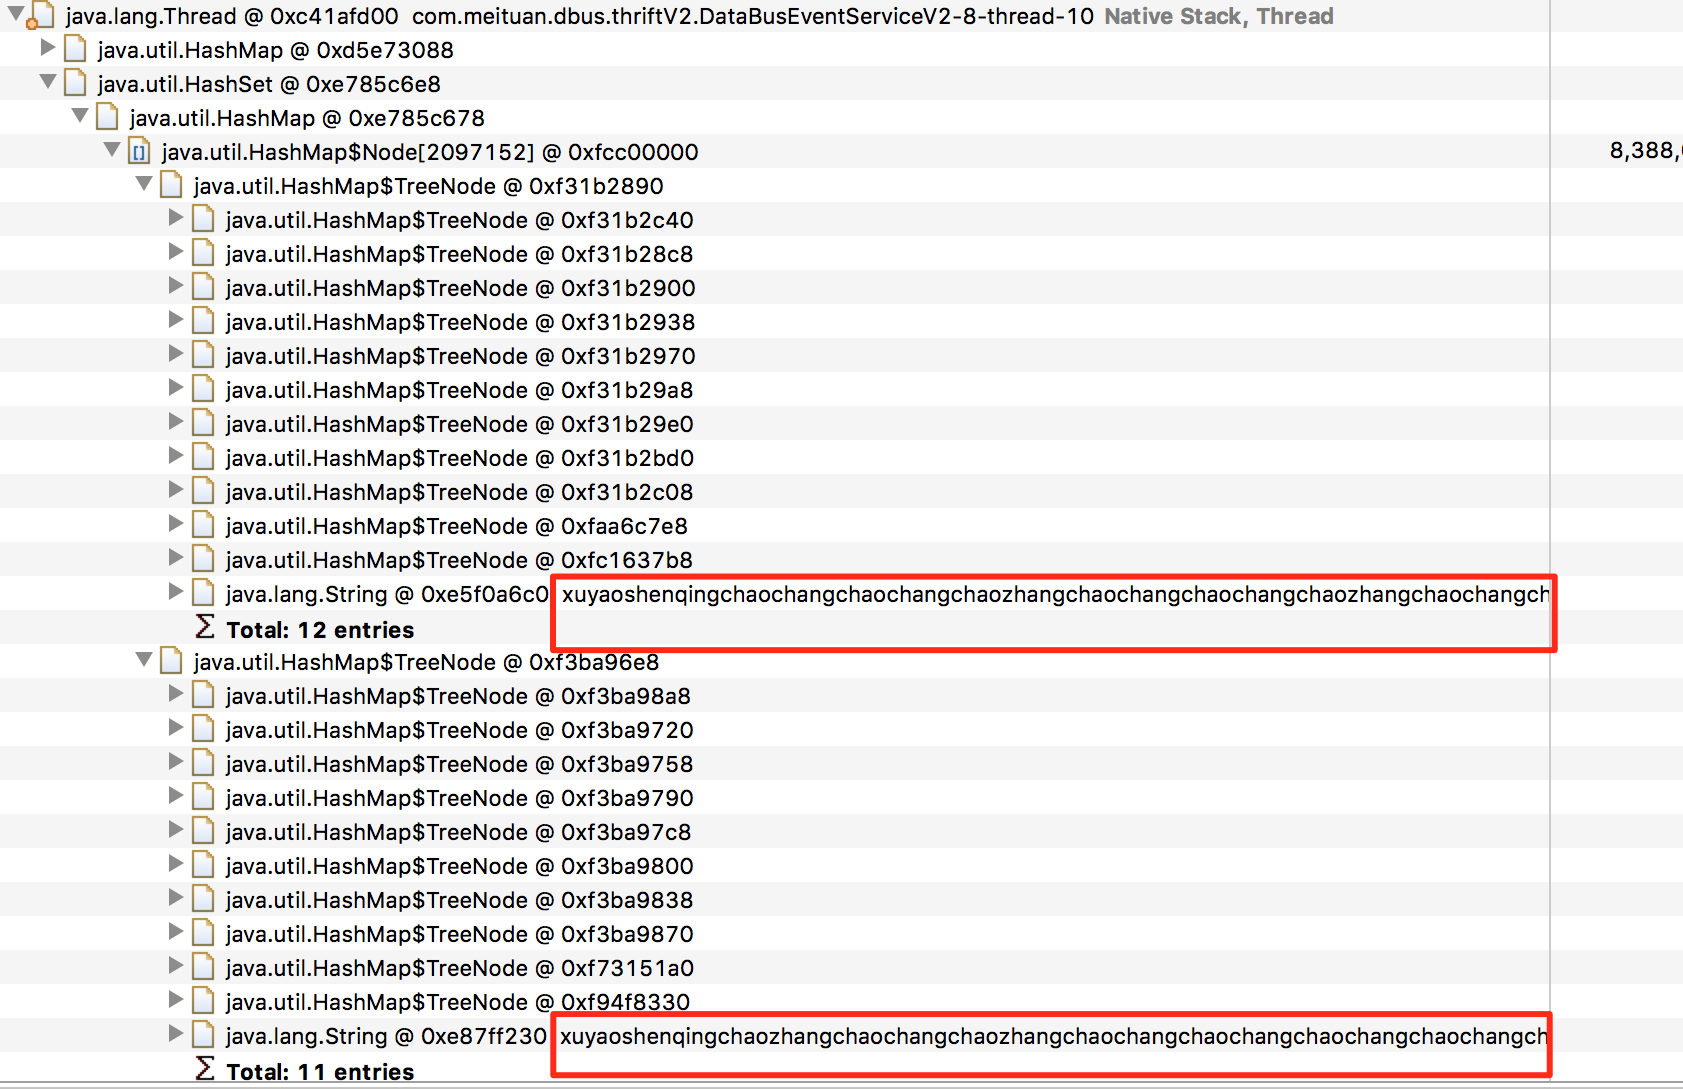 java.lang.Thread @ 0xc41afd00  com.meituan.dbus.thriftV2.DataBusEventServiceV2-8-thread-10 Native Stack, Thread
java.util.HashMap @ 0xd5e73088
java.util.HashSet @ 0xe785c6e8
java.util.HashMap @ 0xe785c678
java.util.HashMap$Node[2097152] @ 0xfcc00000 8,388,
java.util.HashMap$TreeNode @ 0xf31b2890
java.util.HashMap$TreeNode @ 0xf31b2c40
java.util.HashMap$TreeNode @ 0xf31b28c8
java.util.HashMap$TreeNode @ 0xf31b2900
java.util.HashMap$TreeNode @ 0xf31b2938
java.util.HashMap$TreeNode @ 0xf31b2970
java.util.HashMap$TreeNode @ 0xf31b29a8
java.util.HashMap$TreeNode @ 0xf31b29e0
java.util.HashMap$TreeNode @ 0xf31b2bd0
java.util.HashMap$TreeNode @ 0xf31b2c08
java.util.HashMap$TreeNode @ 0xfaa6c7e8
java.util.HashMap$TreeNode @ 0xfc1637b8
java.lang.String @ 0xe5f0a6c0 xuyaoshenqingchaochangchaochangchaozhangchaochangchaochangchaozhangchaochangch
Σ Total: 12 entries
java.util.HashMap$TreeNode @ 0xf3ba96e8
java.util.HashMap$TreeNode @ 0xf3ba98a8
java.util.HashMap$TreeNode @ 0xf3ba9720
java.util.HashMap$TreeNode @ 0xf3ba9758
java.util.HashMap$TreeNode @ 0xf3ba9790
java.util.HashMap$TreeNode @ 0xf3ba97c8
java.util.HashMap$TreeNode @ 0xf3ba9800
java.util.HashMap$TreeNode @ 0xf3ba9838
java.util.HashMap$TreeNode @ 0xf3ba9870
java.util.HashMap$TreeNode @ 0xf73151a0
java.util.HashMap$TreeNode @ 0xf94f8330
java.lang.String @ 0xe87ff230 xuyaoshenqingchaozhangchaochangchaozhangchaochangchaochangchaochangchaochangch
Σ Total: 11 entries